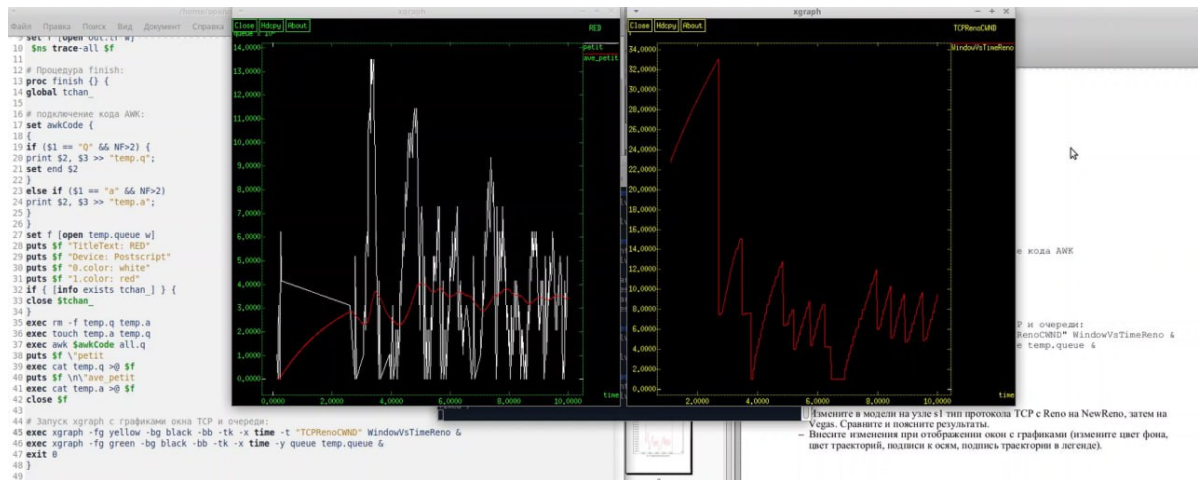 Файл Правка Поиск Вид Документ Справка
10 $ns trace-all $f
11
12 # Процедура finish:
13 proc finish {} {
14 global tchan_
15
16 # подключение кода AWK:
17 set awkCode {
18 {
19 if ($1 == "Q" && NF>2) {
20 print $2, $3 >> "temp.q";
21 set end $2
22 }
23 else if ($1 == "a" && NF>2)
24 print $2, $3 >> "temp.a";
25 }
26 }
27 set f [open temp.queue w]
28 puts $f "TitleText: RED"
29 puts $f "Device: Postscript"
30 puts $f "0.color: white"
31 puts $f "1.color: red"
32 if { [info exists tchan_] } {
33 close $tchan_
34 }
35 exec rm -f temp.q temp.a
36 exec touch temp.a temp.q
37 exec awk $awkCode all.q
38 puts $f \"petit
39 exec cat temp.q >@ $f
40 puts $f \n\"ave_petit
41 exec cat temp.a >@ $f
42 close $f
43
44 # Запуск xgraph с графиками окна TCP и очереди:
45 exec xgraph -fg yellow -bg black -bb -tk -x time -t "TCPRenoCWND" WindowVsTimeReno &
46 exec xgraph -fg green -bg black -bb -tk -x time -y queue temp.queue &
47 exit 0
48 }
49
xgraph
Close Hdcpy About
RED
petit
ave_petit
14,0000
13,0000
12,0000
11,0000
10,0000
9,0000
8,0000
7,0000
6,0000
5,0000
4,0000
3,0000
2,0000
1,0000
0,0000
0,0000 2,0000 4,0000 6,0000 8,0000 10,0000
time
xgraph
Close Hdcpy About
TCPRenoCWND
WindowVsTimeReno
34,0000
32,0000
30,0000
28,0000
26,0000
24,0000
22,0000
20,0000
18,0000
16,0000
14,0000
12,0000
10,0000
8,0000
6,0000
4,0000
2,0000
0,0000
2,0000 4,0000 6,0000 8,0000 10,0000
time
е кода AWK
P и очереди:
RenoCWND" WindowVsTimeReno &
e temp.queue &
Измените в модели на узле s1 тип протокола TCP с Reno на NewReno, затем на
Vegas. Сравните и поясните результаты.
– Внесите изменения при отображении окон с графиками (измените цвет фона,
цвет траекторий, подписи к осям, подпись траектории в легенде).